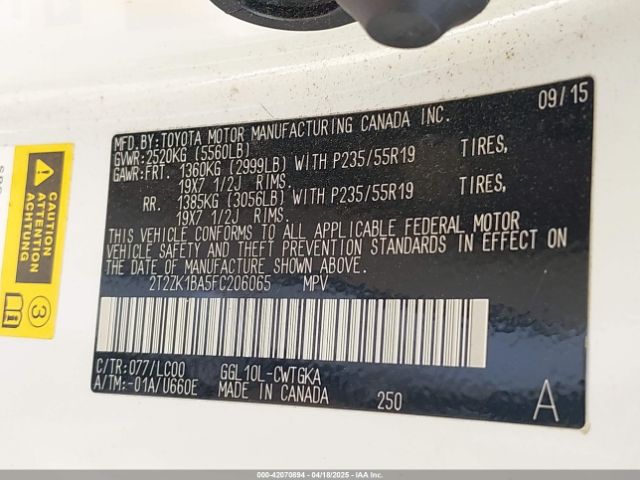 09/15
MFD.BY:TOYOTA MOTOR MANUFACTURING CANADA INC.
GVWR:2520KG (5560LB)
GAWR:FRT. 1360KG (2999LB) WITH P235/55R19 TIRES,
19X7 1/2J RIMS.
RR. 1385KG (3056LB) WITH P235/55R19 TIRES,
19X7 1/2J RIMS.
THIS VEHICLE CONFORMS TO ALL APPLICABLE FEDERAL MOTOR
VEHICLE SAFETY AND THEFT PREVENTION STANDARDS IN EFFECT ON
THE DATE OF MANUFACTURE SHOWN ABOVE.
2T2ZK1BA5FC206065 MPV
C/TR:077/LC00 GGL10L-CWTGKA
A/TM:-01A/U660E MADE IN CANADA 250 A
ATTENTION
ACHTUNG
3
000-42070894 - 04/18/2025 - IAA, Inc.